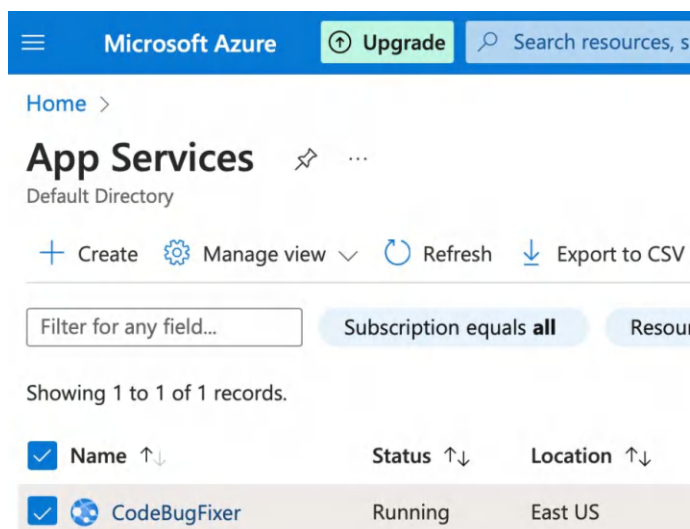 Microsoft Azure Upgrade Search resources, s
Home >
App Services ...
Default Directory
+ Create Manage view Refresh Export to CSV
Filter for any field... Subscription equals all Resour
Showing 1 to 1 of 1 records.
Name ↑↓ Status ↑↓ Location ↑↓
CodeBugFixer Running East US